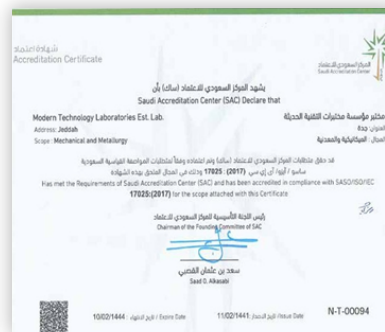 شهادة اعتماد
Accreditation Certificate
المركز السعودي للاعتماد
Saudi Accreditation Center
يشهد المركز السعودي للاعتماد (ساك) بأن
Saudi Accreditation Center (SAC) Declare that
Modern Technology Laboratories Est. Lab.
مختبر مؤسسة مختبرات التقنية الحديثة
Address: Jeddah
العنوان: جدة
Scope: Mechanical and Metallurgy
المجال: الميكانيكية والمعدنية
قد حقق متطلبات المركز السعودي للاعتماد (ساك) وتم اعتماده وفقاً لمتطلبات المواصفة القياسية السعودية
ساسو / أيزو/ آي إي سي 17025 : (2017) وذلك في المجال الملحق بهذه الشهادة
Has met the Requirements of Saudi Accreditation Center (SAC) and has been accredited in compliance with SASO/ISO/IEC
17025:(2017) for the scope attached with this Certificate
رئيس اللجنة التأسيسية للمركز السعودي للاعتماد
Chairman of the Founding Committee of SAC
سعد بن عثمان القصبي
Saad O. Alkasabi
10/02/1444 : تاريخ الانتهاء / Expire Date
11/02/1441: تاريخ الاصدار /Issue Date
N-T-00094